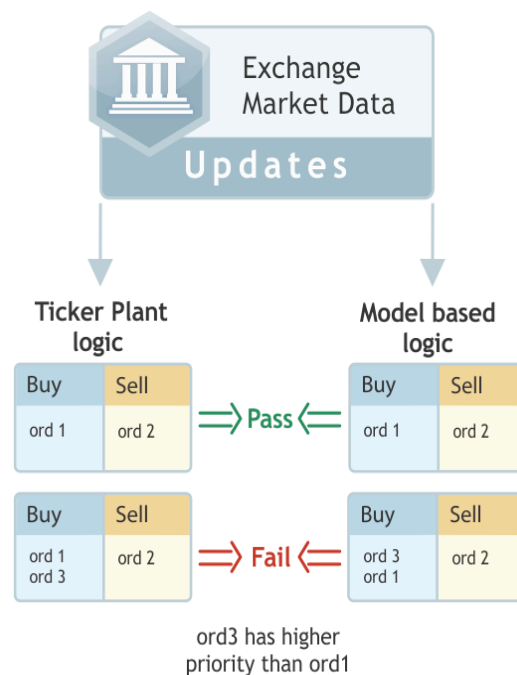 Exchange
Market Data
Updates
Ticker Plant
logic
Model based
logic
Buy Sell
ord 1 ord 2
Pass
Buy Sell
ord 1 ord 2
Buy Sell
ord 1 ord 2
ord 3
Fail
Buy Sell
ord 3 ord 2
ord 1
ord3 has higher
priority than ord1